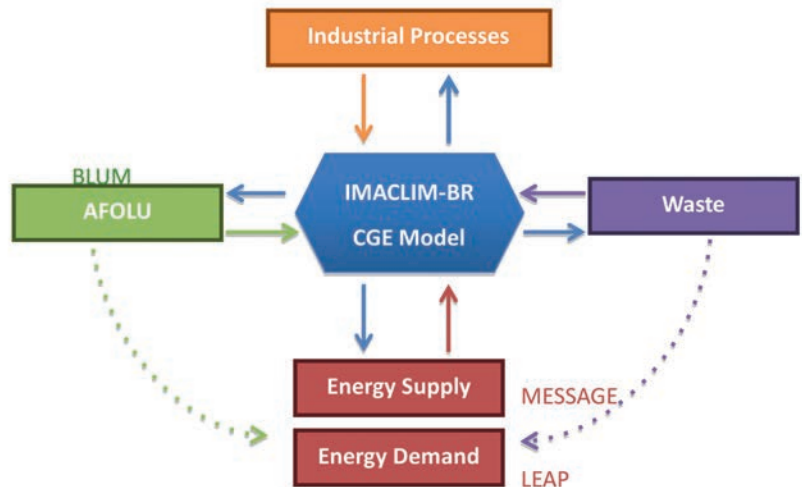 Industrial Processes
BLUM
AFOLU
IMACLIM-BR
CGE Model
Waste
Energy Supply
MESSAGE
Energy Demand
LEAP